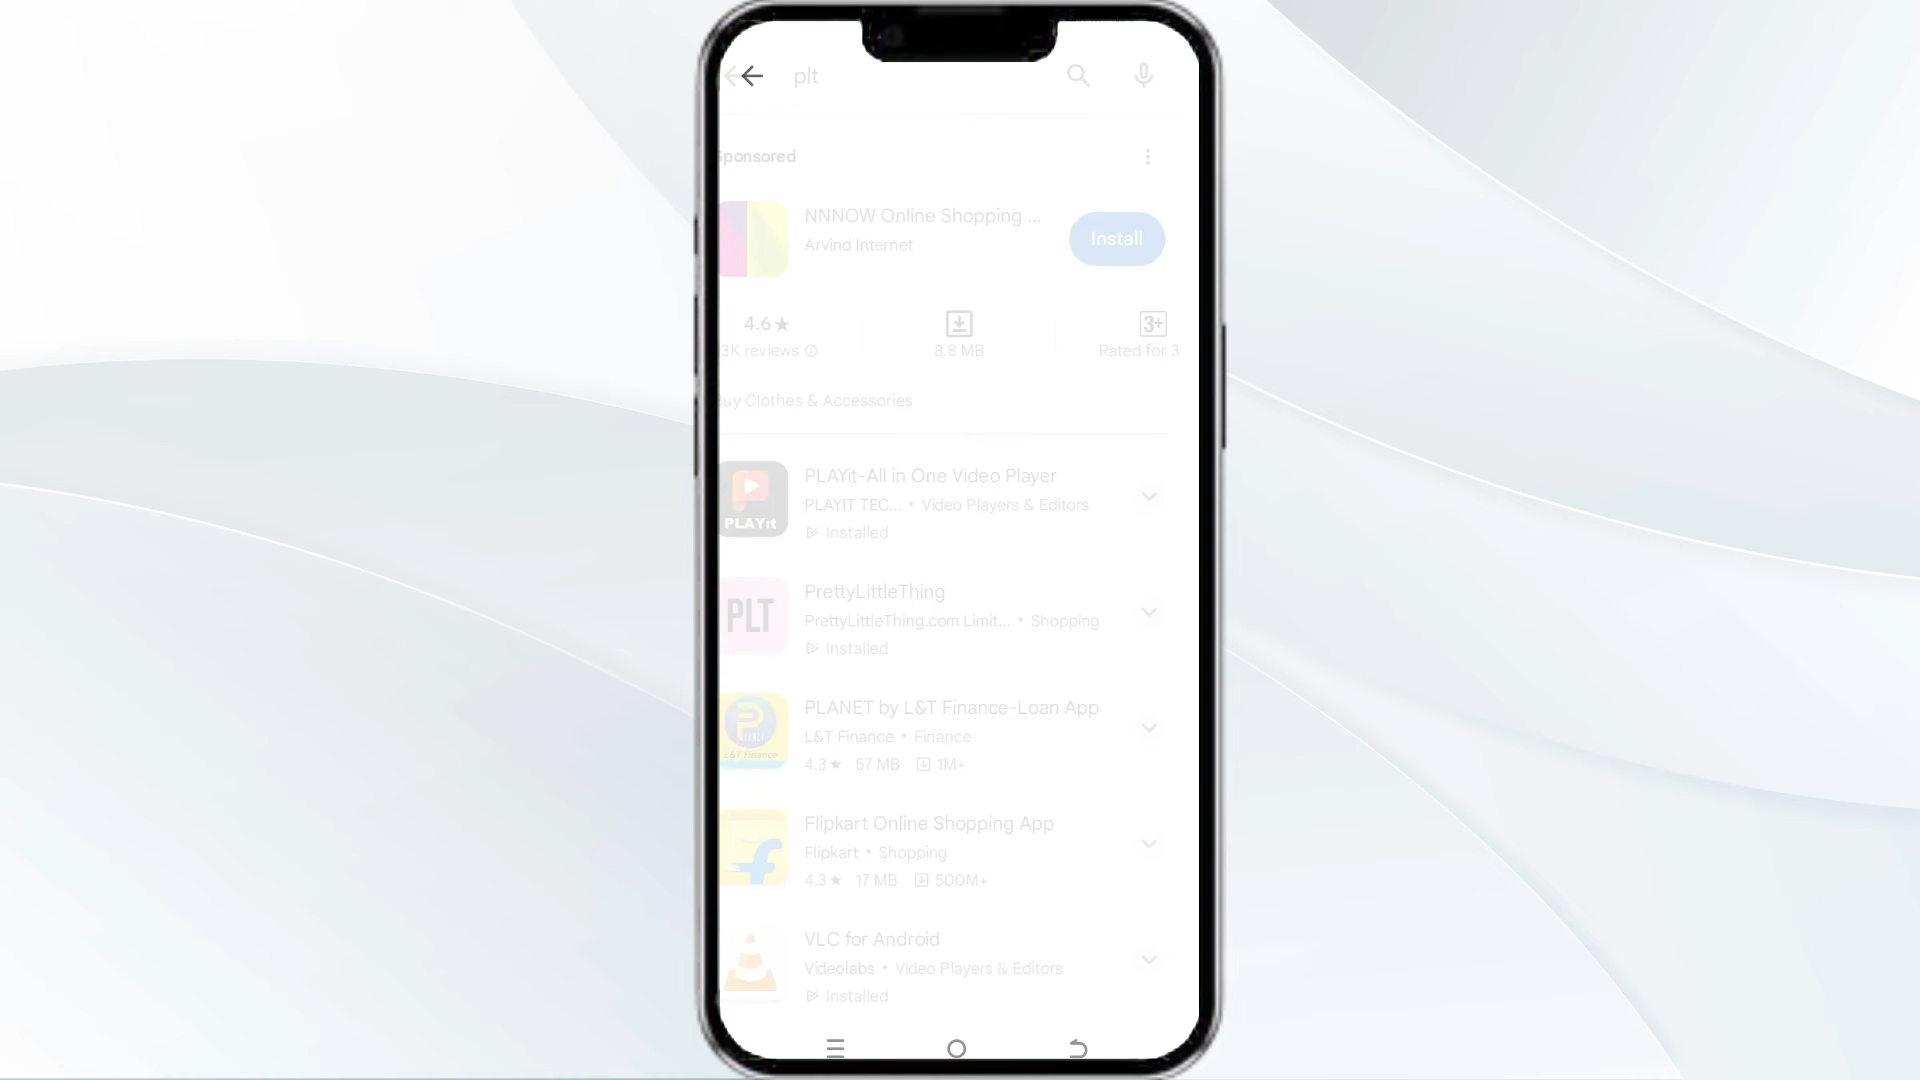 plt
Sponsored
NNNOW Online Shopping ...
Arvind Internet
Install
4.6★
3K reviews
8.8 MB
3+
Rated for 3
uy Clothes & Accessories
PLAYit-All in One Video Player
PLAYIT TEC... • Video Players & Editors
Installed
PLAYit
PrettyLittleThing
PrettyLittleThing.com Limit... • Shopping
Installed
PLT
PLANET by L&T Finance-Loan App
L&T Finance • Finance
4.3★ 57 MB 1M+
L&T Finance
Flipkart Online Shopping App
Flipkart • Shopping
4.3★ 17 MB 500M+
VLC for Android
Videolabs • Video Players & Editors
Installed